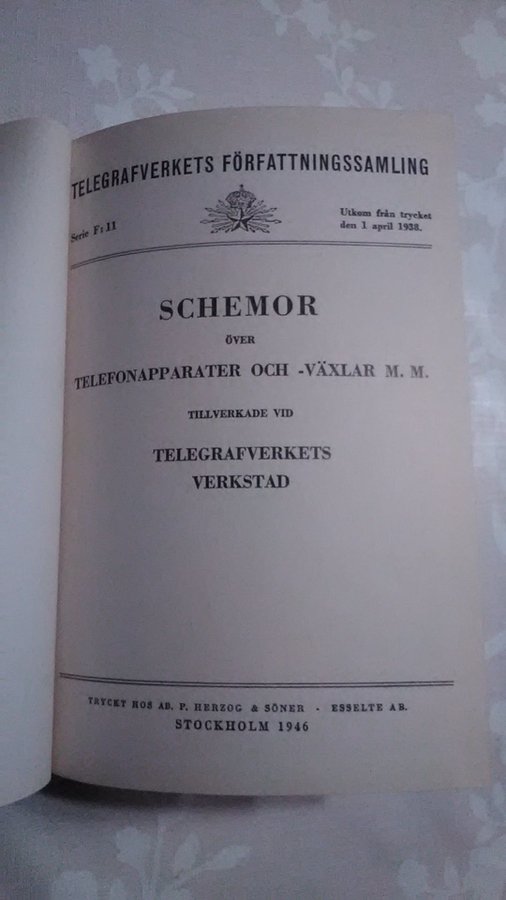 TELEGRAFVERKETS FÖRFATTNINGSSAMLING
Serie F: 11
Utkom från trycket
den 1 april 1938.
SCHEMOR
ÖVER
TELEFONAPPARATER OCH -VÄXLAR M. M.
TILLVERKADE VID
TELEGRAFVERKETS
VERKSTAD
TRYCKT HOS AB. P. HERZOG & SÖNER - ESSELTE AB.
STOCKHOLM 1946